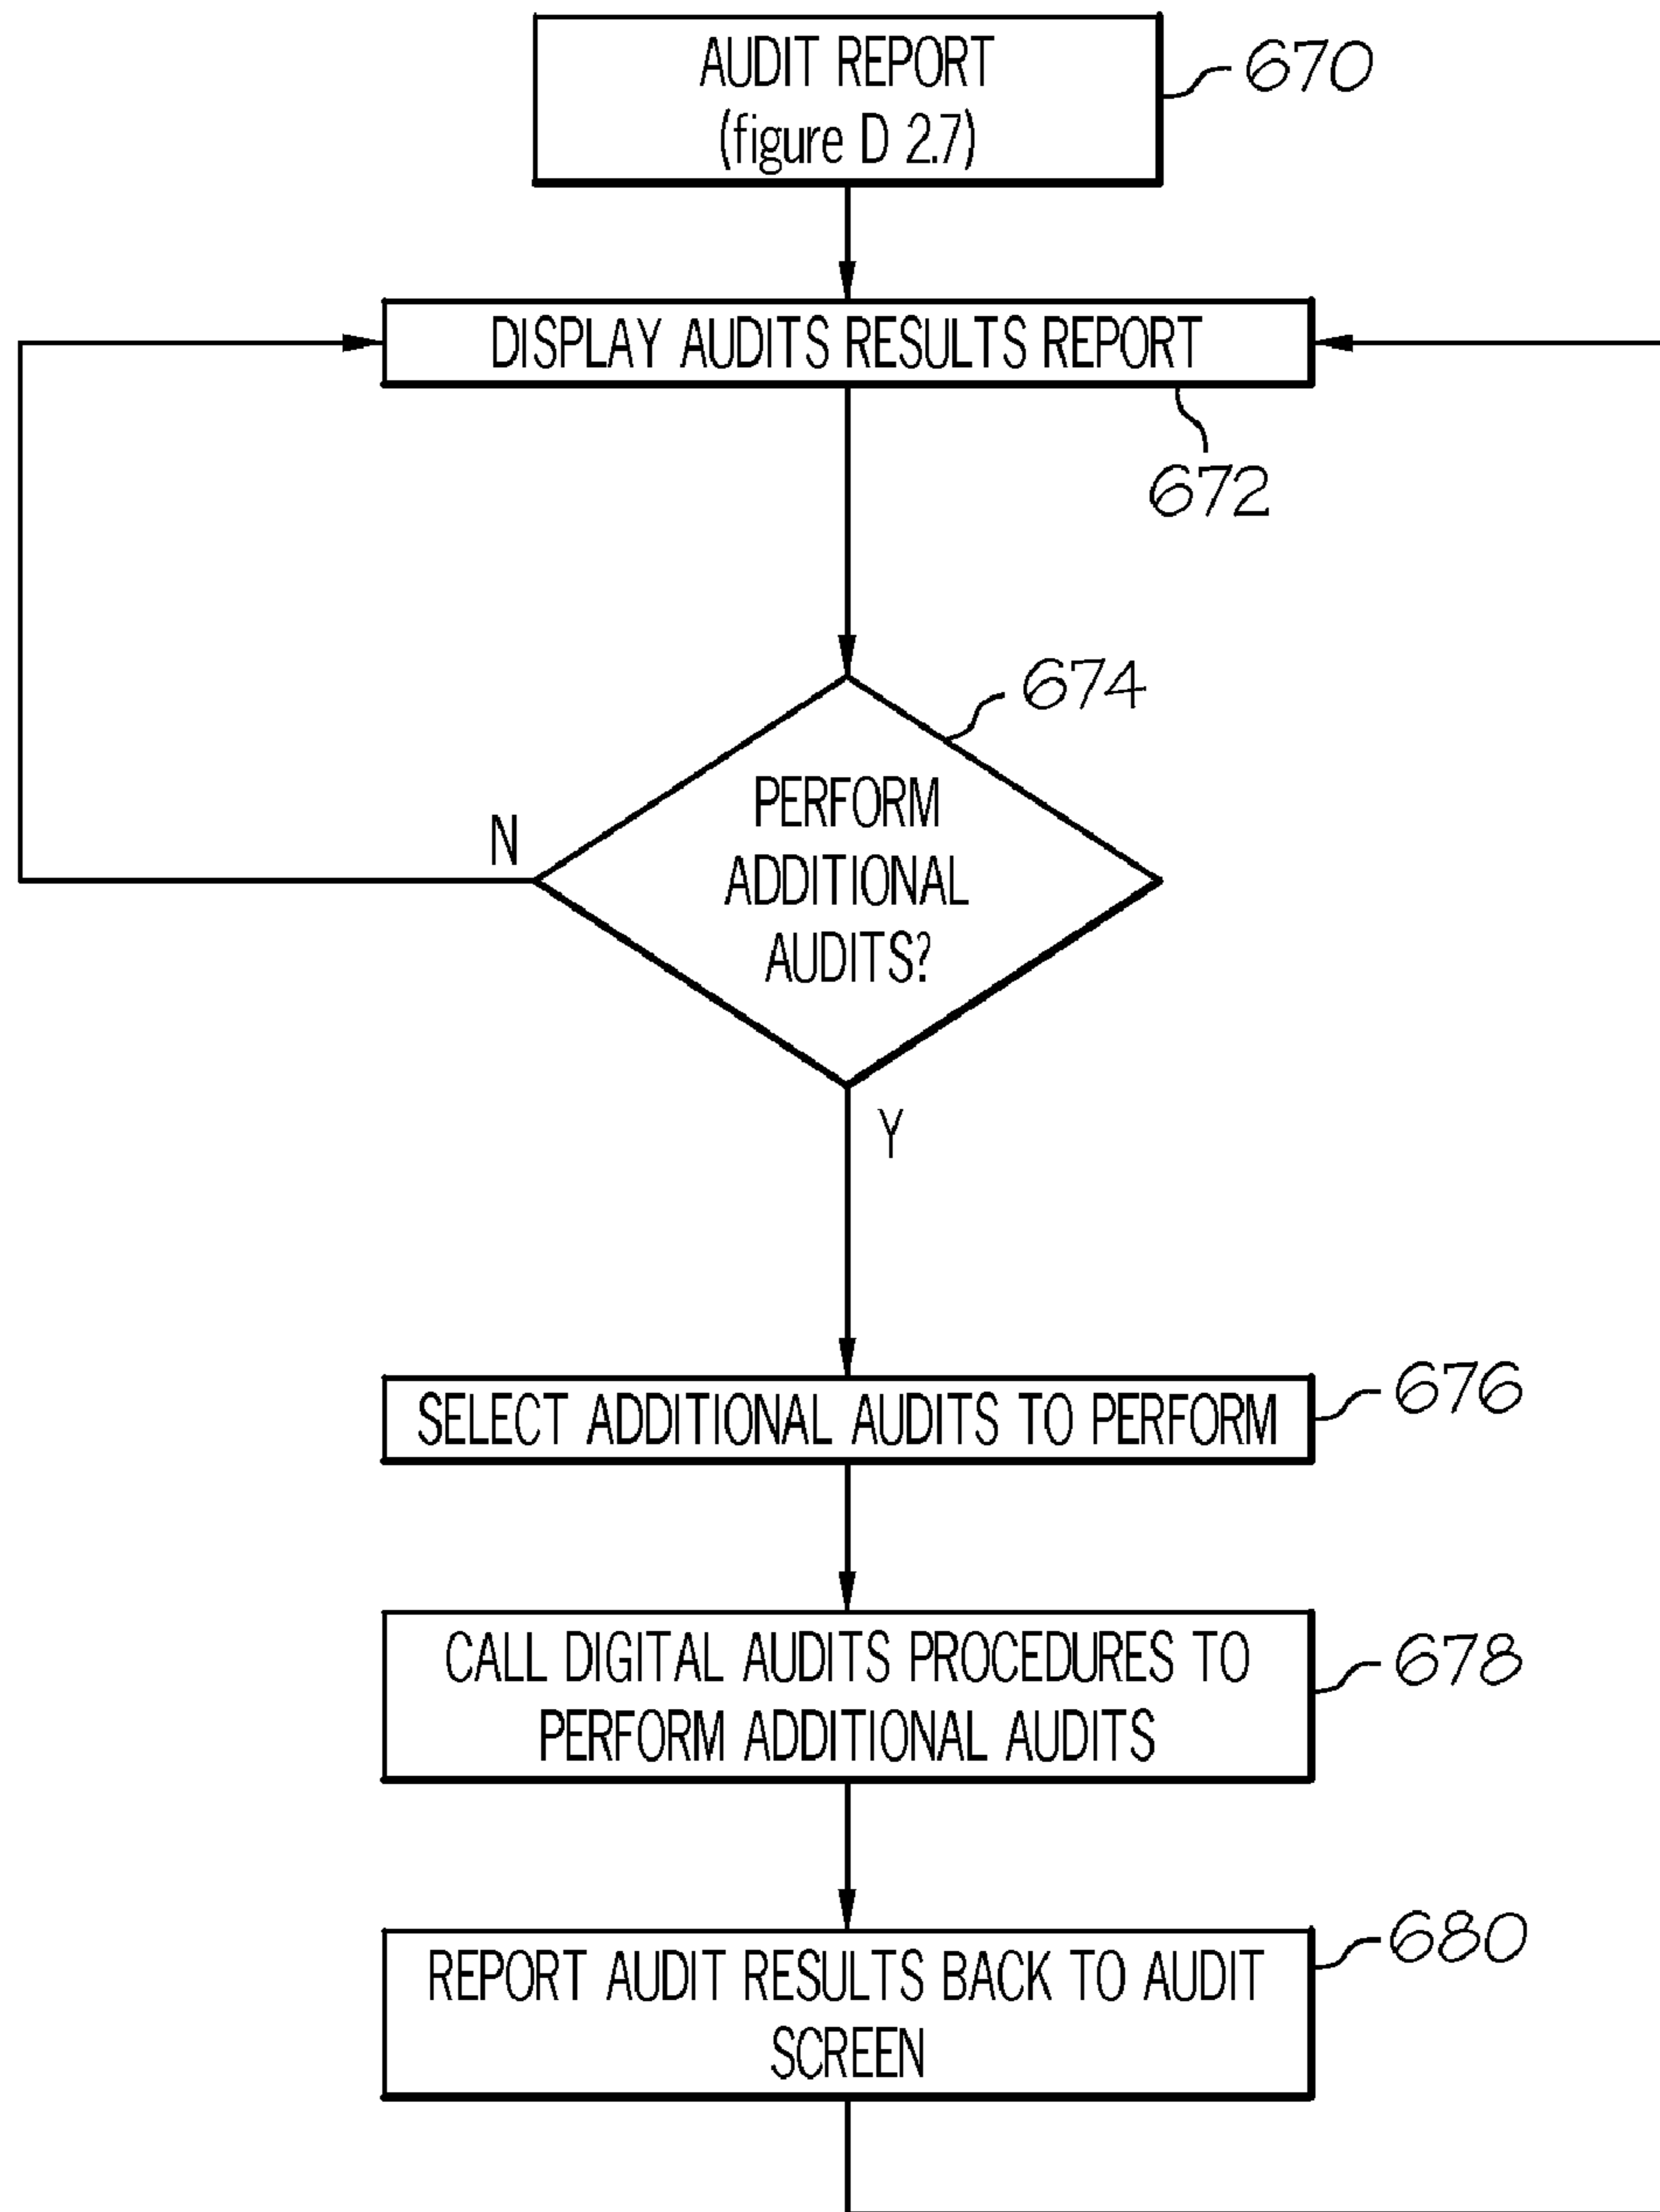 AUDIT REPORT
(figure D 2.7)
670
DISPLAY AUDITS RESULTS REPORT
672
674
PERFORM
ADDITIONAL
AUDITS?
N
Y
SELECT ADDITIONAL AUDITS TO PERFORM
676
CALL DIGITAL AUDITS PROCEDURES TO
PERFORM ADDITIONAL AUDITS
678
REPORT AUDIT RESULTS BACK TO AUDIT
SCREEN
680